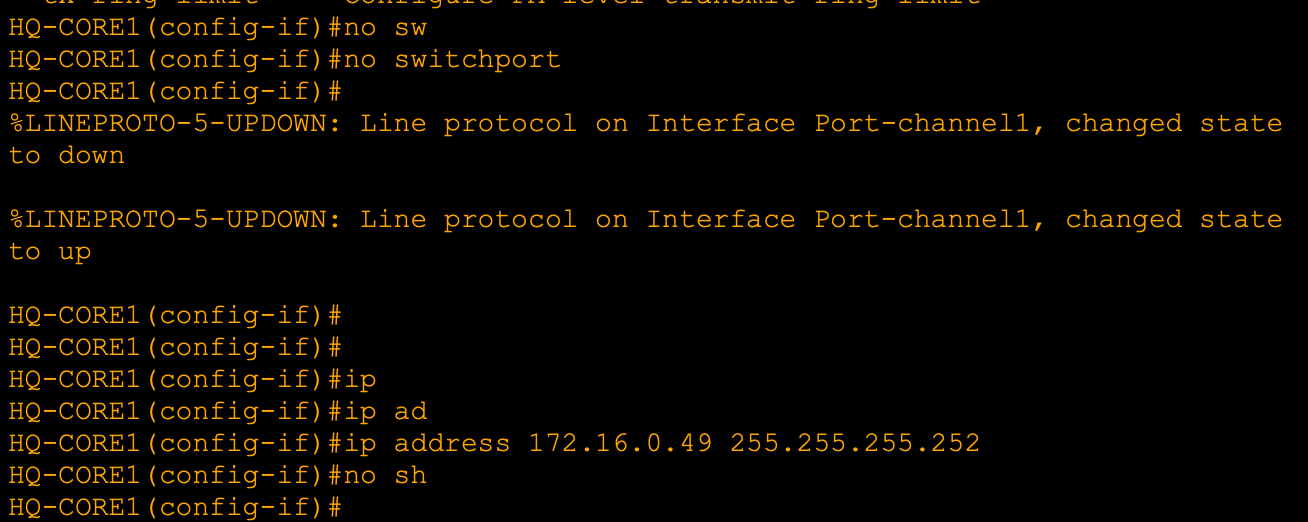 HQ-CORE1(config-if)#no sw
HQ-CORE1(config-if)#no switchport
HQ-CORE1(config-if)#
%LINEPROTO-5-UPDOWN: Line protocol on Interface Port-channel1, changed state
to down
%LINEPROTO-5-UPDOWN: Line protocol on Interface Port-channel1, changed state
to up
HQ-CORE1(config-if)#
HQ-CORE1(config-if)#
HQ-CORE1(config-if)#ip
HQ-CORE1(config-if)#ip ad
HQ-CORE1(config-if)#ip address 172.16.0.49 255.255.255.252
HQ-CORE1(config-if)#no sh
HQ-CORE1(config-if)#